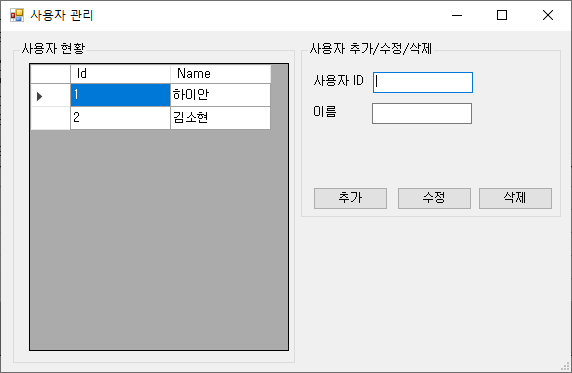 사용자 관리
사용자 현황
Id Name
1 하이안
2 김소현
사용자 추가/수정/삭제
사용자 ID
이름
추가 수정 삭제